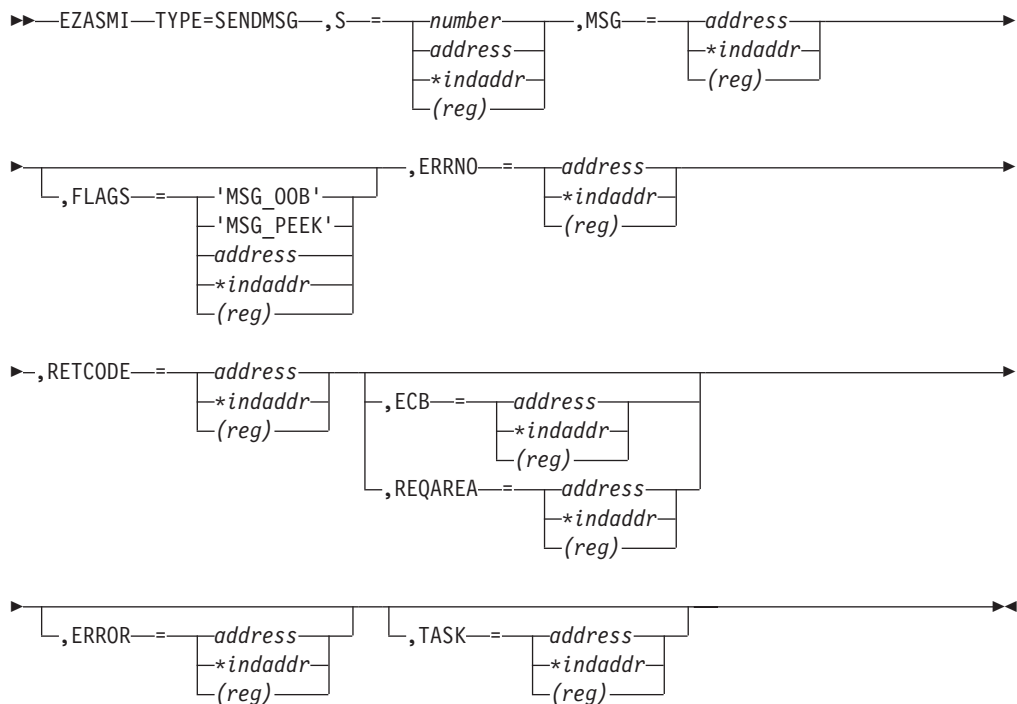 EZASMI TYPE=SENDMSG ,S = number ,MSG = address
address *indaddr
*indaddr (reg)
(reg)
,FLAGS = 'MSG_OOB' ,ERRNO = address
'MSG_PEEK' *indaddr
address (reg)
*indaddr
(reg)
,RETCODE = address
*indaddr ,ECB = address
(reg) *indaddr
(reg)
,REQAREA = address
*indaddr
(reg)
,ERROR = address ,TASK = address
*indaddr *indaddr
(reg) (reg)